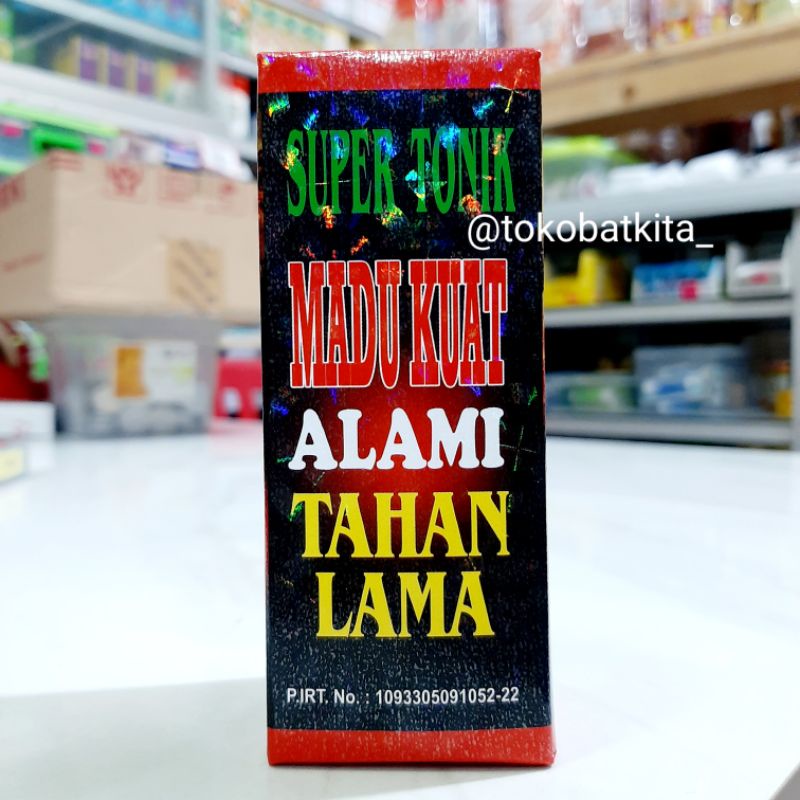 SUPER TONIK
@tokobatkita_
MADU KUAT
ALAMI
TAHAN
LAMA
P.IRT. No. : 1093305091052-22